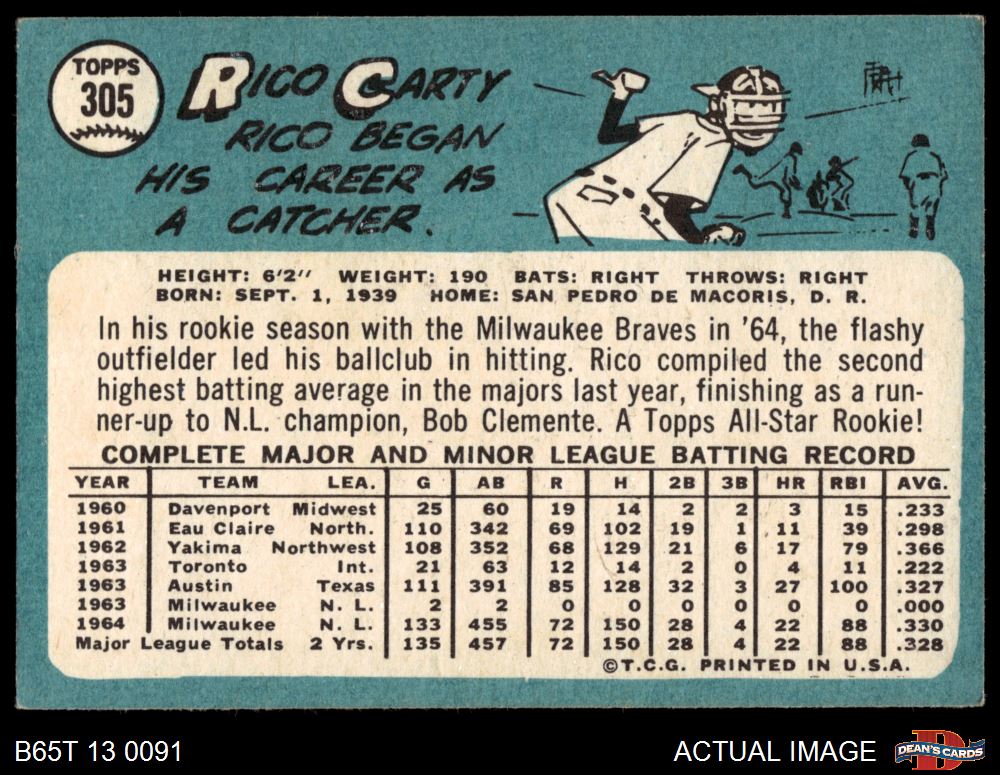 TOPPS
305
RICO CARTY
RICO BEGAN
HIS CAREER AS
A CATCHER.
HEIGHT: 6'2" WEIGHT: 190 BATS: RIGHT THROWS: RIGHT
BORN: SEPT. 1, 1939 HOME: SAN PEDRO DE MACORIS, D. R.
In his rookie season with the Milwaukee Braves in '64, the flashy
outfielder led his ballclub in hitting. Rico compiled the second
highest batting average in the majors last year, finishing as a run-
ner-up to N.L. champion, Bob Clemente. A Topps All-Star Rookie!
COMPLETE MAJOR AND MINOR LEAGUE BATTING RECORD
YEAR TEAM LEA. G AB R H 2B 3B HR RBI AVG.
1960 Davenport Midwest 25 60 19 14 2 2 3 15 .233
1961 Eau Claire North. 110 342 69 102 19 1 11 39 .298
1962 Yakima Northwest 108 352 68 129 21 6 17 79 .366
1963 Toronto Int. 21 63 12 14 2 0 4 11 .222
1963 Austin Texas 111 391 85 128 32 3 27 100 .327
1963 Milwaukee N. L. 2 2 0 0 0 0 0 0 .000
1964 Milwaukee N. L. 133 455 72 150 28 4 22 88 .330
Major League Totals 2 Yrs. 135 457 72 150 28 4 22 88 .328
©T.C.G. PRINTED IN U.S.A.
B65T 13 0091
ACTUAL IMAGE
DEAN'S CARDS